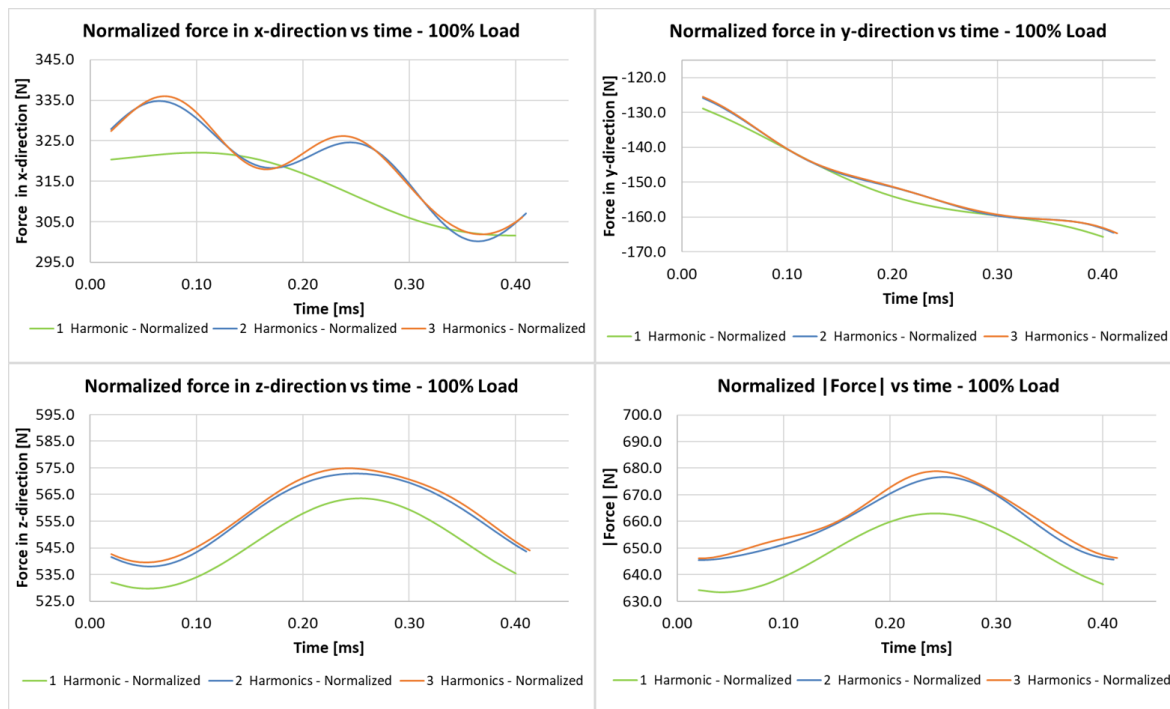 Normalized force in x-direction vs time - 100% Load
Force in x-direction [N]
345.0
335.0
325.0
315.0
305.0
295.0
0.00 0.10 0.20 0.30 0.40
Time [ms]
1 Harmonic - Normalized 2 Harmonics - Normalized 3 Harmonics - Normalized
Normalized force in y-direction vs time - 100% Load
Force in y-direction [N]
-120.0
-130.0
-140.0
-150.0
-160.0
-170.0
0.00 0.10 0.20 0.30 0.40
Time [ms]
1 Harmonic - Normalized 2 Harmonics - Normalized 3 Harmonics - Normalized
Normalized force in z-direction vs time - 100% Load
Force in z-direction [N]
595.0
585.0
575.0
565.0
555.0
545.0
535.0
525.0
0.00 0.10 0.20 0.30 0.40
Time [ms]
1 Harmonic - Normalized 2 Harmonics - Normalized 3 Harmonics - Normalized
Normalized |Force| vs time - 100% Load
|Force| [N]
700.0
690.0
680.0
670.0
660.0
650.0
640.0
630.0
0.00 0.10 0.20 0.30 0.40
Time [ms]
1 Harmonic - Normalized 2 Harmonics - Normalized 3 Harmonics - Normalized